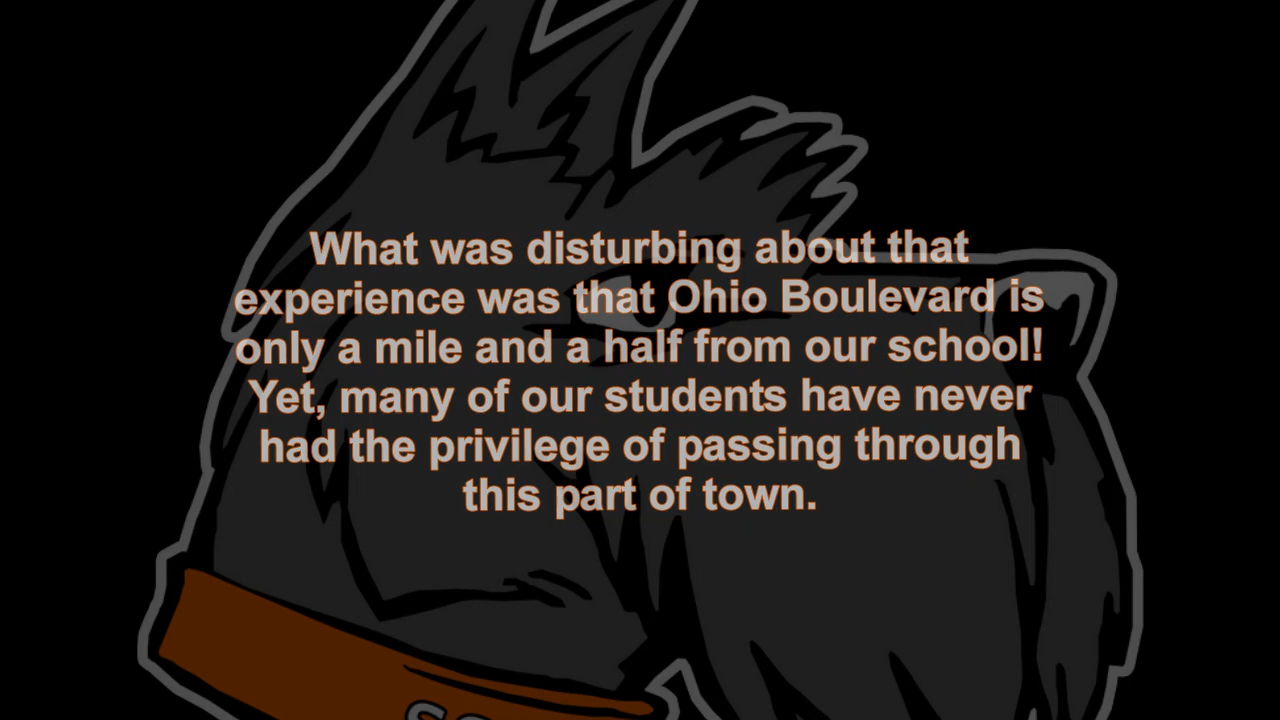 What was disturbing about that
experience was that Ohio Boulevard is
only a mile and a half from our school!
Yet, many of our students have never
had the privilege of passing through
this part of town.